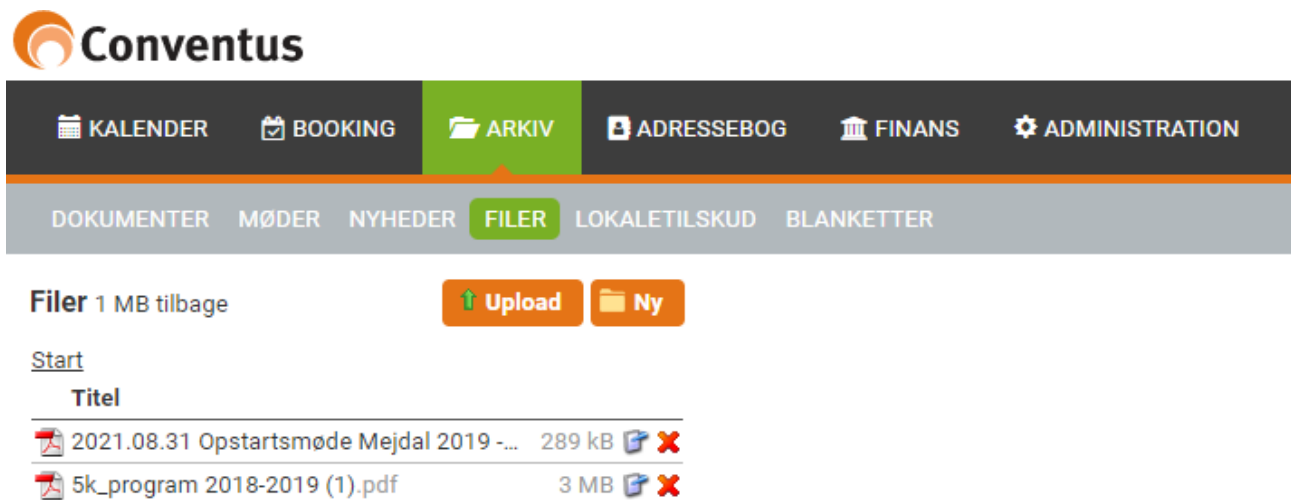 Conventus
KALENDER BOOKING ARKIV ADRESSEBOG FINANS ADMINISTRATION
DOKUMENTER MØDER NYHEDER FILER LOKALETILSKUD BLANKETTER
Filer 1 MB tilbage Upload Ny
Start
Titel
2021.08.31 Opstartsmøde Mejdal 2019 -... 289 kB
5k_program 2018-2019 (1).pdf 3 MB